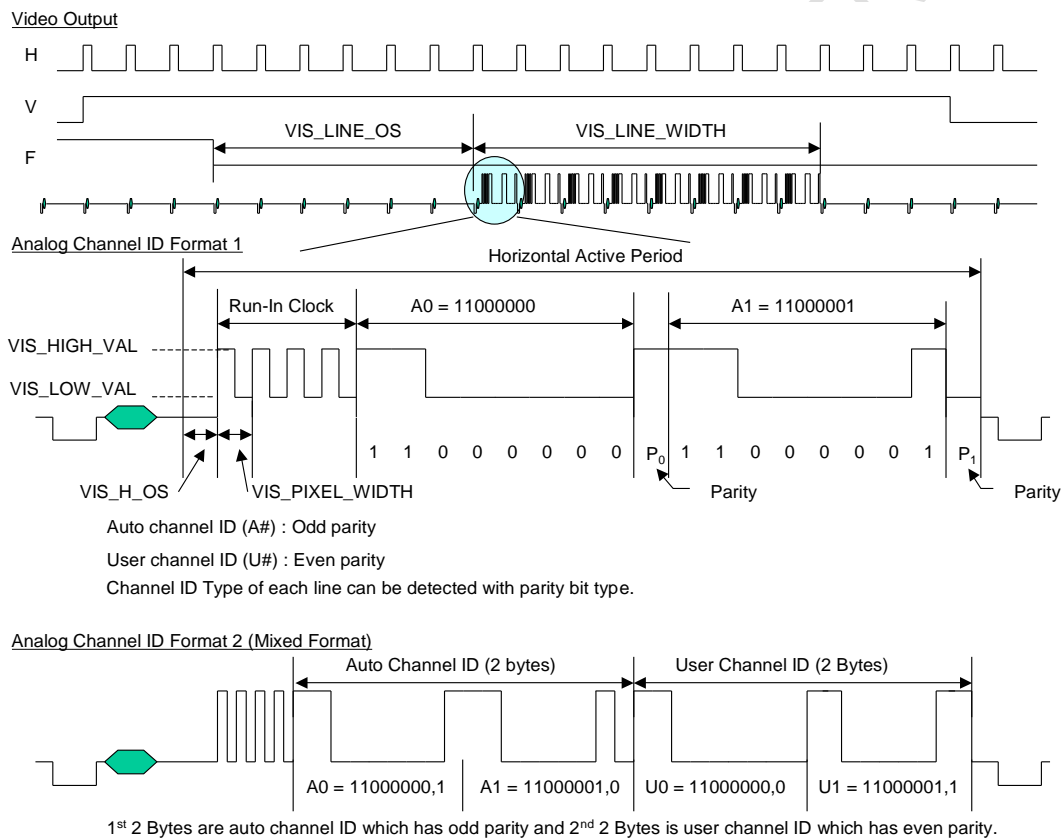 Video Output
H
V
VIS_LINE_OS VIS_LINE_WIDTH
F
Analog Channel ID Format 1
Horizontal Active Period
Run-In Clock A0 = 11000000 A1 = 11000001
VIS_HIGH_VAL
VIS_LOW_VAL
1 1 0 0 0 0 0 0 P0 1 1 0 0 0 0 0 1 P1
VIS_H_OS VIS_PIXEL_WIDTH Parity Parity
Auto channel ID (A#) : Odd parity
User channel ID (U#) : Even parity
Channel ID Type of each line can be detected with parity bit type.
Analog Channel ID Format 2 (Mixed Format)
Auto Channel ID (2 bytes) User Channel ID (2 Bytes)
A0 = 11000000,1 A1 = 11000001,0 U0 = 11000000,0 U1 = 11000001,1
1st 2 Bytes are auto channel ID which has odd parity and 2nd 2 Bytes is user channel ID which has even parity.